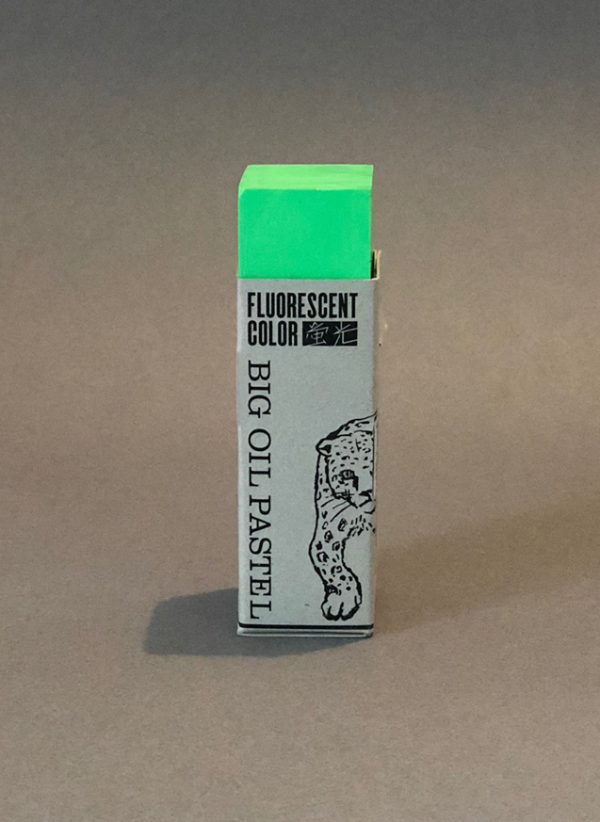 FLUORESCENT
COLOR 蛍光
BIG OIL PASTEL